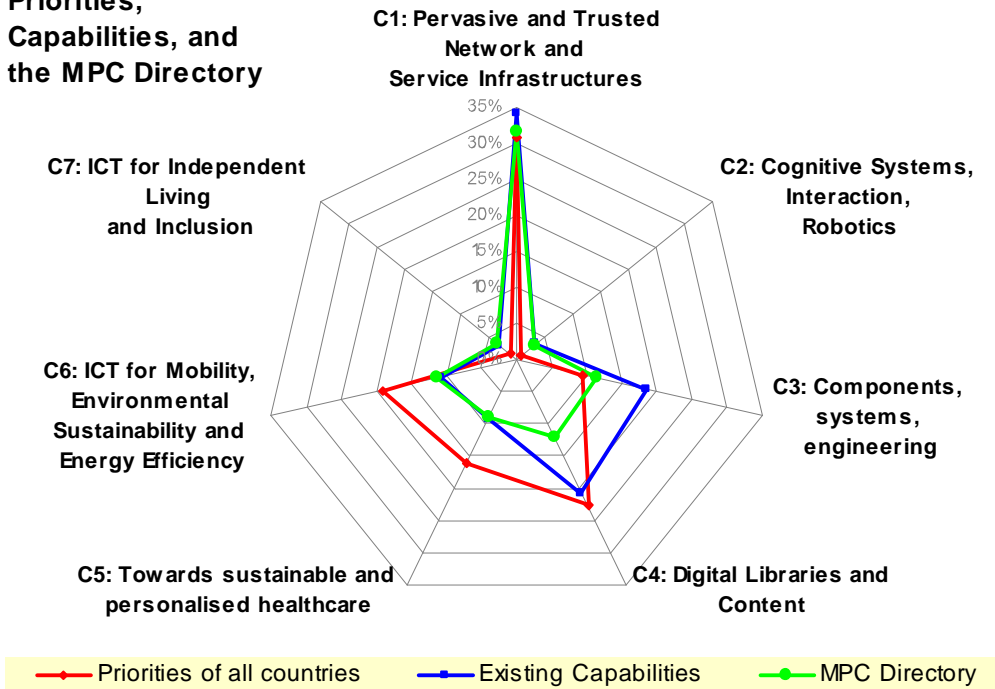 Priorities,
Capabilities, and
the MPC Directory
C1: Pervasive and Trusted
Network and
Service Infrastructures
35%
30%
25%
20%
15%
10%
5%
C7: ICT for Independent
Living
and Inclusion
C2: Cognitive Systems,
Interaction,
Robotics
C6: ICT for Mobility,
Environmental
Sustainability and
Energy Efficiency
C3: Components,
systems,
engineering
C5: Towards sustainable and
personalised healthcare
C4: Digital Libraries and
Content
Priorities of all countries
Existing Capabilities
MPC Directory